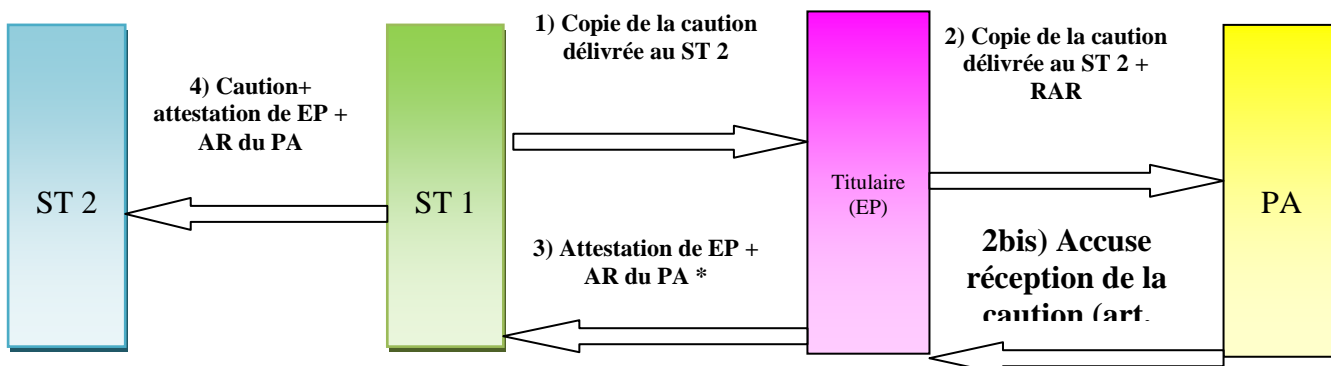 1) Copie de la caution
délivrée au ST 2
2) Copie de la caution
délivrée au ST 2 +
RAR
4) Caution+
attestation de EP +
AR du PA
ST 2
ST 1
Titulaire
(EP)
PA
3) Attestation de EP +
AR du PA *
2bis) Accuse
réception de la
caution (art.